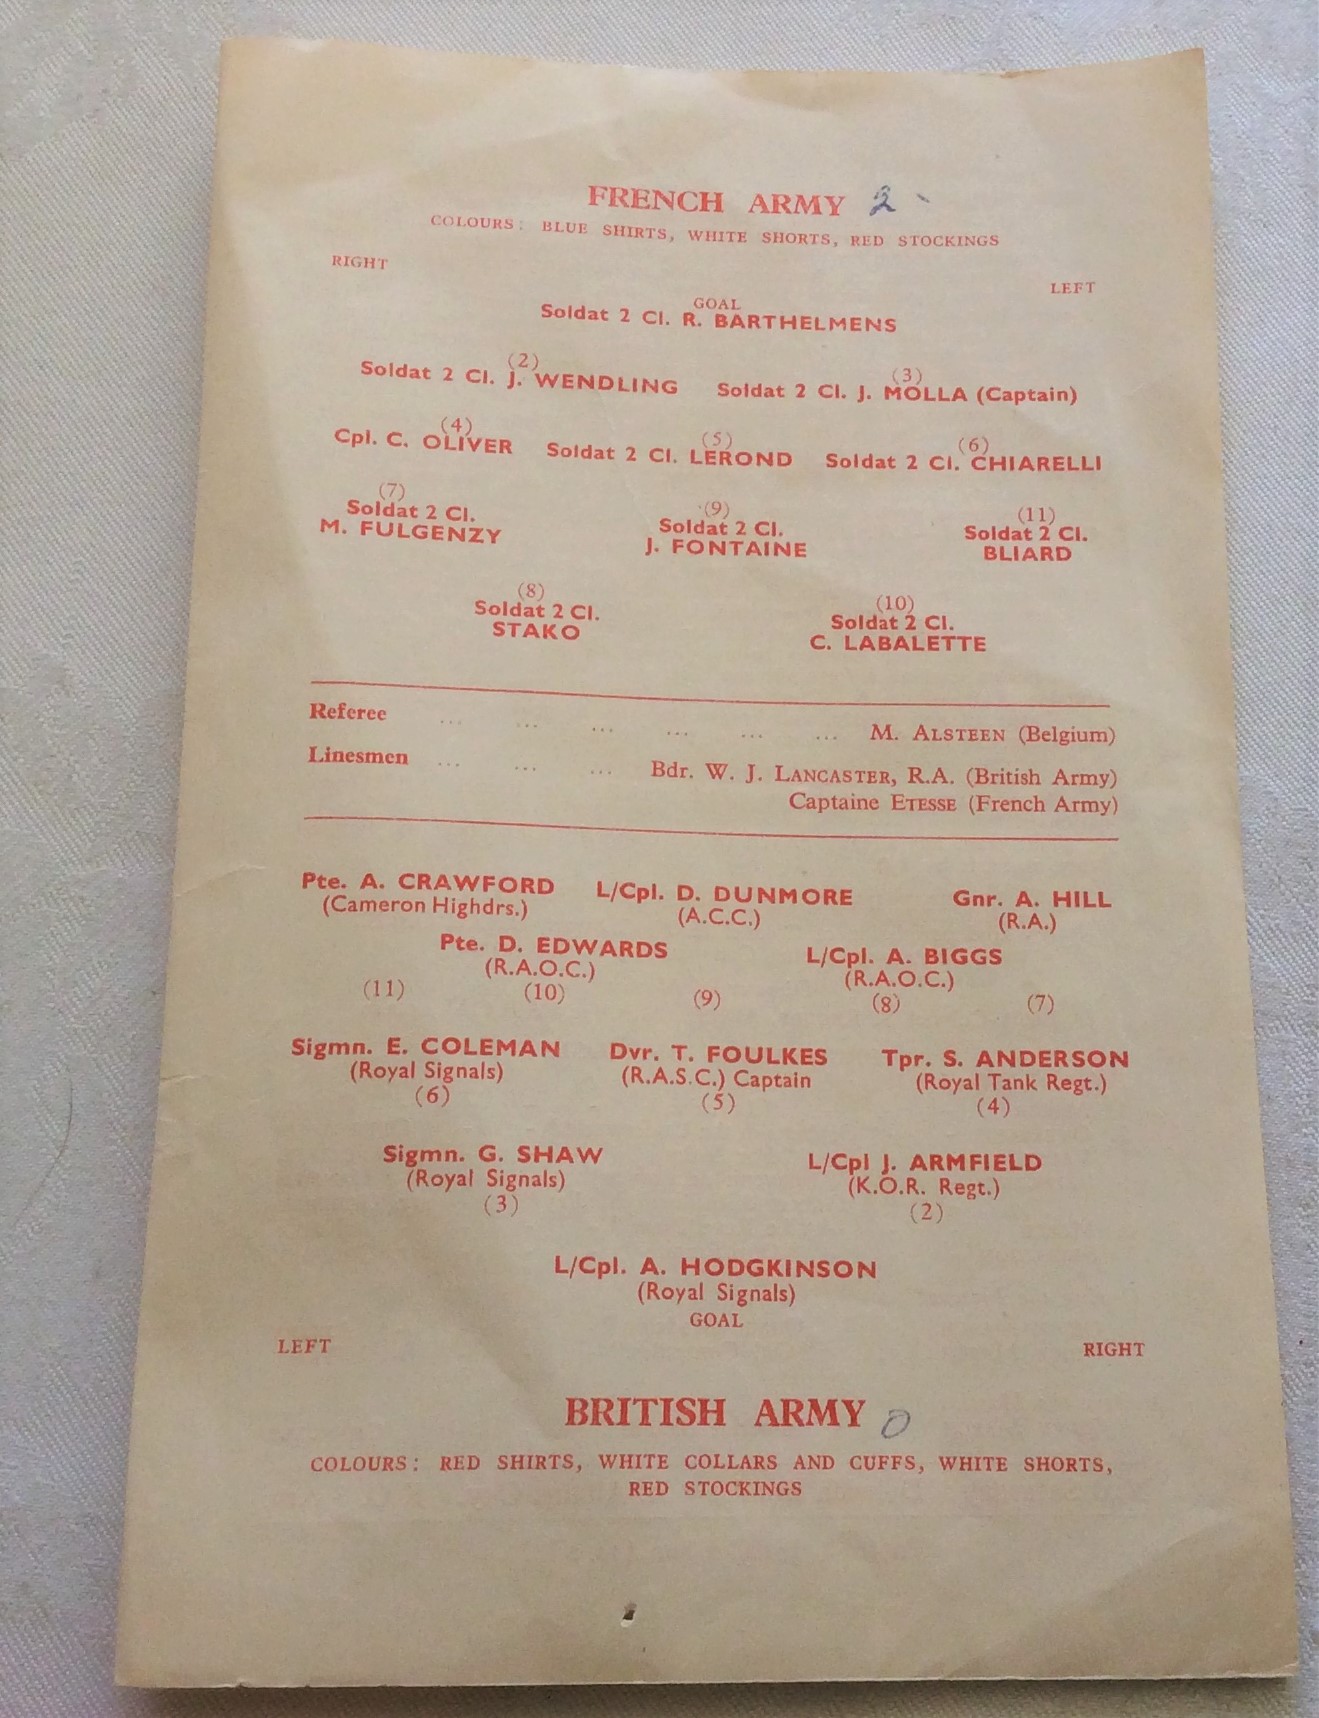 FRENCH ARMY 2
COLOURS: BLUE SHIRTS, WHITE SHORTS, RED STOCKINGS
RIGHT
LEFT
GOAL
Soldat 2 Cl. R. BARTHELMENS
(2) (3)
Soldat 2 Cl. J. WENDLING Soldat 2 Cl. J. MOLLA (Captain)
(4) (5) (6)
Cpl. C. OLIVER Soldat 2 Cl. LEROND Soldat 2 Cl. CHIARELLI
(7) (9) (11)
Soldat 2 Cl. Soldat 2 Cl. Soldat 2 Cl.
M. FULGENZY J. FONTAINE BLIARD
(8) (10)
Soldat 2 Cl. Soldat 2 Cl.
STAKO C. LABALETTE
Referee ... ... ... ... ... ... M. ALSTEEN (Belgium)
Linesmen ... ... ... Bdr. W. J. LANCASTER, R.A. (British Army)
Captaine ETESSE (French Army)
Pte. A. CRAWFORD L/Cpl. D. DUNMORE Gnr. A. HILL
(Cameron Highdrs.) (A.C.C.) (R.A.)
Pte. D. EDWARDS L/Cpl. A. BIGGS
(R.A.O.C.) (R.A.O.C.)
(11) (10) (9) (8) (7)
Sigmn. E. COLEMAN Dvr. T. FOULKES Tpr. S. ANDERSON
(Royal Signals) (R.A.S.C.) Captain (Royal Tank Regt.)
(6) (5) (4)
Sigmn. G. SHAW L/Cpl J. ARMFIELD
(Royal Signals) (K.O.R. Regt.)
(3) (2)
L/Cpl. A. HODGKINSON
(Royal Signals)
GOAL
LEFT RIGHT
BRITISH ARMY 0
COLOURS: RED SHIRTS, WHITE COLLARS AND CUFFS, WHITE SHORTS,
RED STOCKINGS